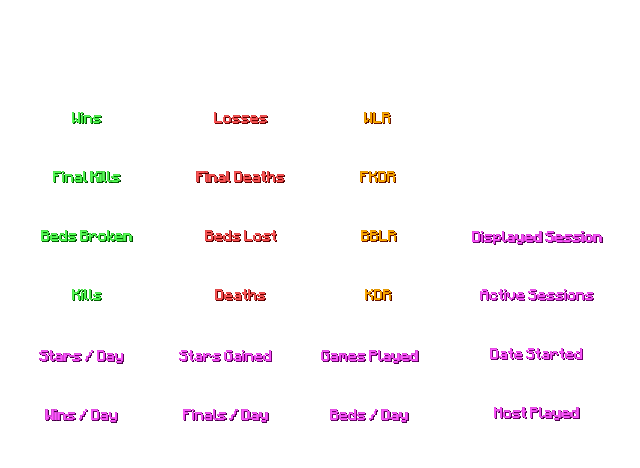 Wins Losses WLR
Final Kills Final Deaths FKDR
Beds Broken Beds Lost BBLR Displayed Session
Kills Deaths KDR Active Sessions
Stars / Day Stars Gained Games Played Date Started
Wins / Day Finals / Day Beds / Day Most Played